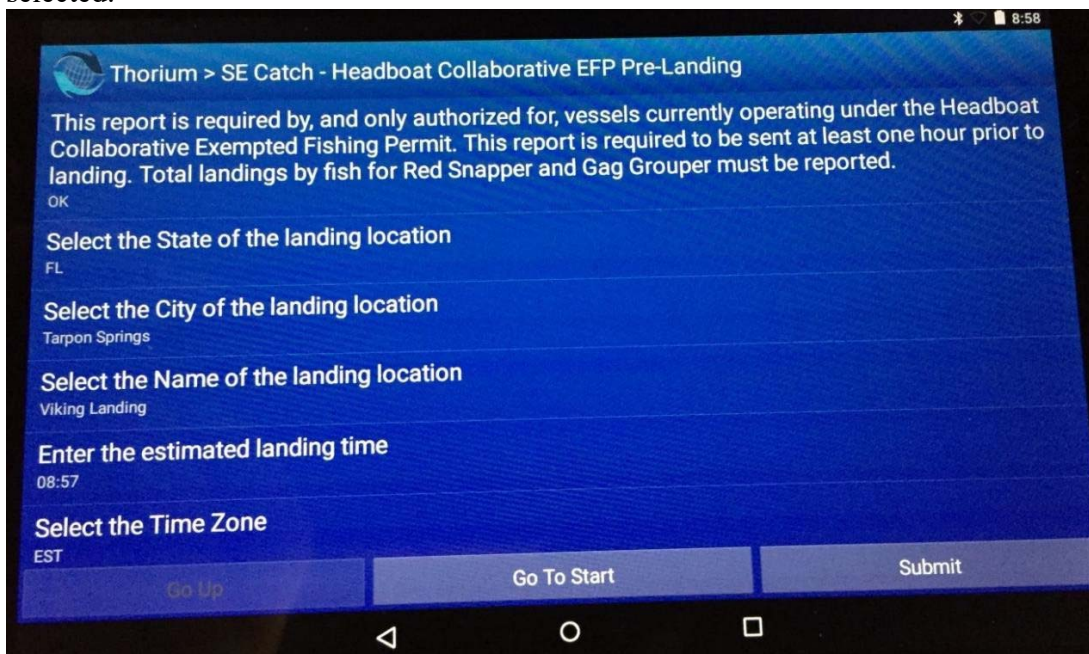 selected.
8:58
Thorium > SE Catch - Headboat Collaborative EFP Pre-Landing
This report is required by, and only authorized for, vessels currently operating under the Headboat
Collaborative Exempted Fishing Permit. This report is required to be sent at least one hour prior to
landing. Total landings by fish for Red Snapper and Gag Grouper must be reported.
OK
Select the State of the landing location
FL
Select the City of the landing location
Tarpon Springs
Select the Name of the landing location
Viking Landing
Enter the estimated landing time
08:57
Select the Time Zone
EST
Go Up
Go To Start
Submit